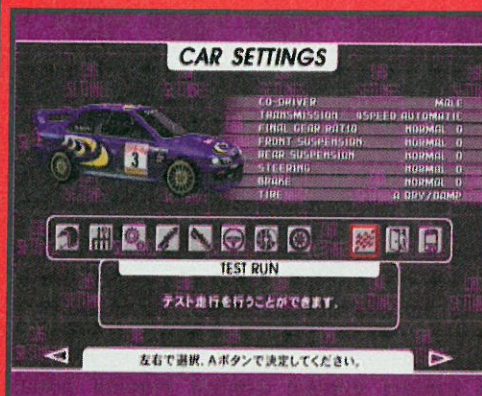 CAR SETTINGS
CO-DRIVER MALE
TRANSMISSION 4SPEED AUTOMATIC
FINAL GEAR RATIO NORMAL 0
FRONT SUSPENSION NORMAL 0
REAR SUSPENSION NORMAL 0
STEERING NORMAL 0
BRAKE NORMAL 0
TIRE A DRY/DAMP
3
TEST RUN
テスト走行を行うことができます。
左右で選択、Aボタンで決定してください。